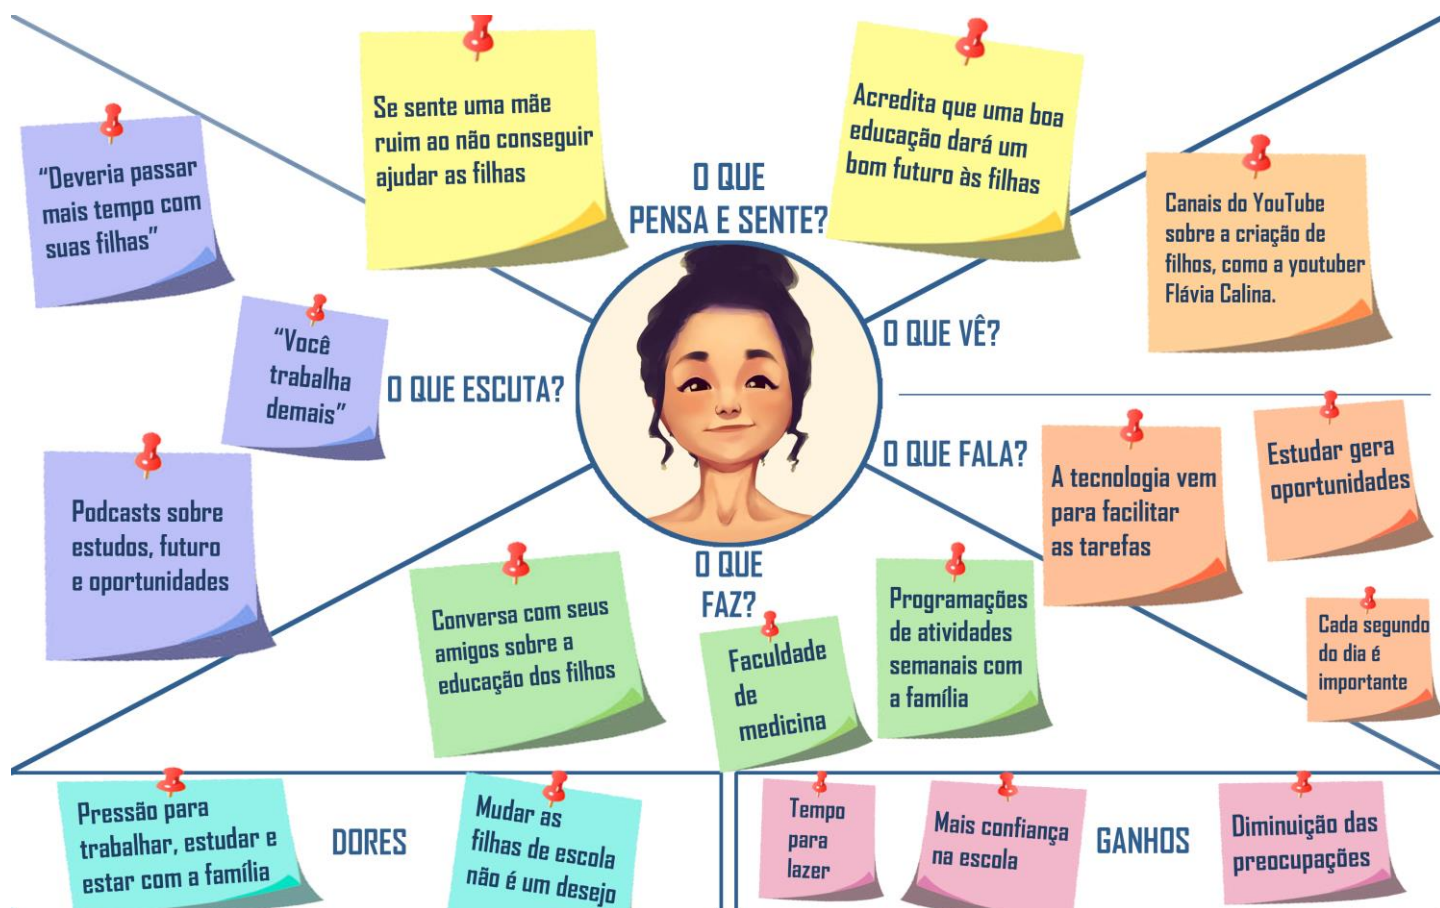 Se sente uma mãe
ruim ao não conseguir
ajudar as filhas
O QUE
PENSA E SENTE?
Acredita que uma boa
educação dará um
bom futuro às filhas
“Deveria passar
mais tempo com
suas filhas”
“Você
trabalha
demais”
O QUE ESCUTA?
Podcasts sobre
estudos, futuro
e oportunidades
O QUE VÊ?
Canais do YouTube
sobre a criação de
filhos, como a youtuber
Flávia Calina.
O QUE FALA?
A tecnologia vem
para facilitar
as tarefas
Estudar gera
oportunidades
Cada segundo
do dia é
importante
O QUE
FAZ?
Conversa com seus
amigos sobre a
educação dos filhos
Faculdade
de
medicina
Programações
de atividades
semanais com
a família
Pressão para
trabalhar, estudar e
estar com a família
DORES
Mudar as
filhas de escola
não é um desejo
Tempo
para
lazer
Mais confiança
na escola
GANHOS
Diminuição das
preocupações